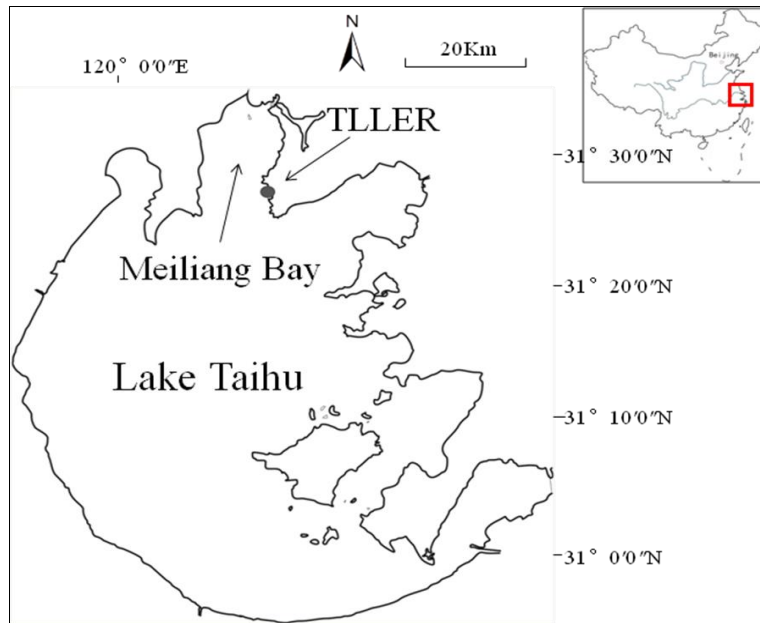 N
20Km
120° 0′0″E
Beijing
TLLER
31° 30′0″N
Meiliang Bay
31° 20′0″N
Lake Taihu
31° 10′0″N
31° 0′0″N